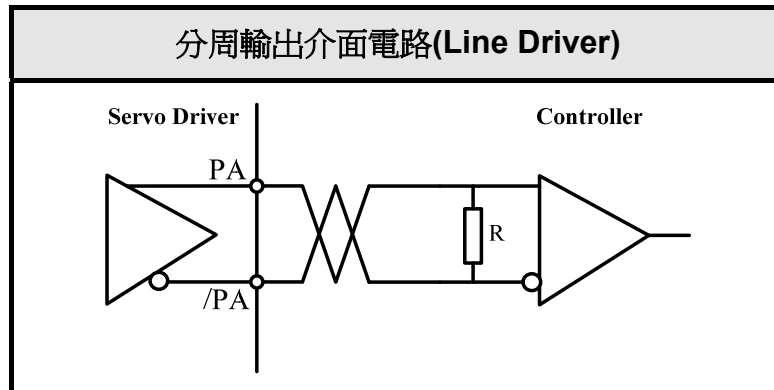 分周輸出介面電路(Line Driver)
Servo Driver
Controller
PA
R
/PA